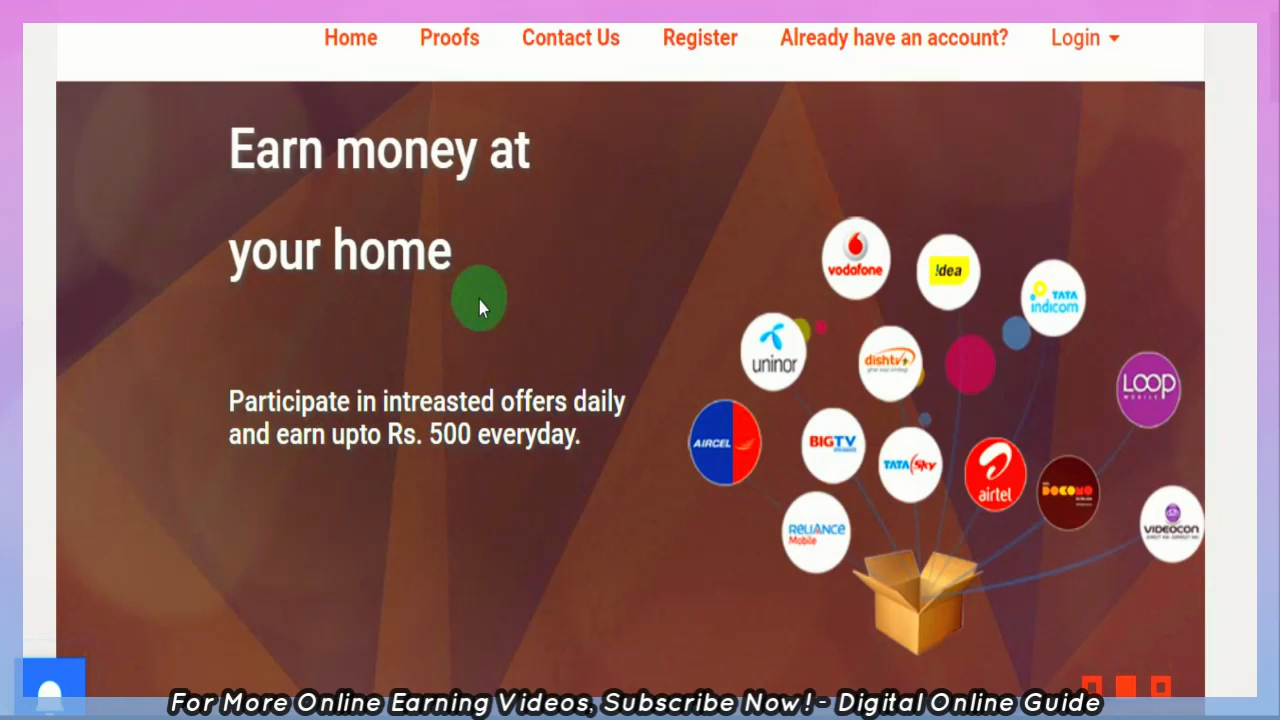 Home Proofs Contact Us Register Already have an account? Login
Earn money at
your home
Participate in intreasted offers daily
and earn upto Rs. 500 everyday.
vodafone
!dea
TATA
indicom
uninor
dishtv
LOOP
MOBILE
AIRCEL
BIGTV
TATA Sky
airtel
DOCOMO
RELIANCE
Mobile
VIDEOCON
For More Online Earning Videos, Subscribe Now! - Digital Online Guide